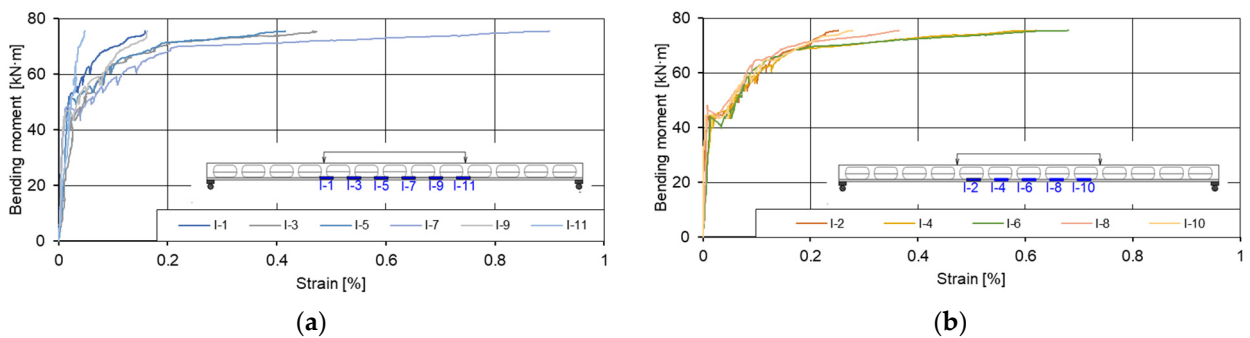 80
60
40
20
0
Bending moment [kN·m]
I-1 I-3 I-5 I-7 I-9 I-11
I-1 I-3 I-5 I-7 I-9 I-11
0 0.2 0.4 0.6 0.8 1
Strain [%]
(a)
80
60
40
20
0
Bending moment [kN·m]
I-2 I-4 I-6 I-8 I-10
I-2 I-4 I-6 I-8 I-10
0 0.2 0.4 0.6 0.8 1
Strain [%]
(b)